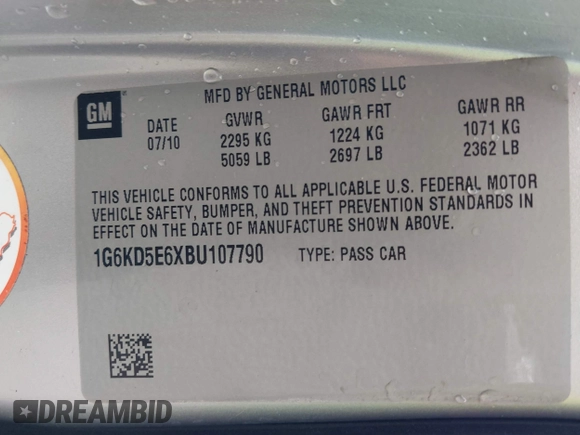 GM
MFD BY GENERAL MOTORS LLC
DATE GVWR GAWR FRT GAWR RR
07/10 2295 KG 1224 KG 1071 KG
5059 LB 2697 LB 2362 LB
THIS VEHICLE CONFORMS TO ALL APPLICABLE U.S. FEDERAL MOTOR
VEHICLE SAFETY, BUMPER, AND THEFT PREVENTION STANDARDS IN
EFFECT ON THE DATE OF MANUFACTURE SHOWN ABOVE.
1G6KD5E6XBU107790 TYPE: PASS CAR
DREAMBID